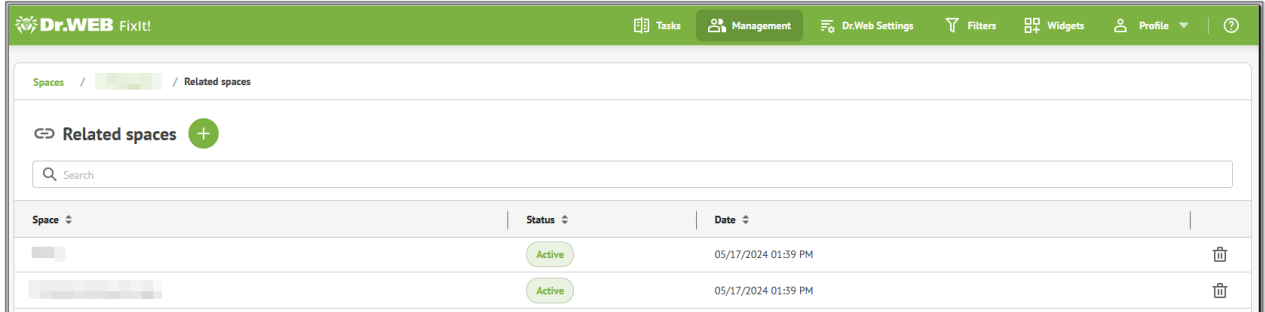 Dr.WEB FixIt! Tasks Management Dr.Web Settings Filters Widgets Profile
Spaces / / Related spaces
Related spaces
Search
Space Status Date
Active 05/17/2024 01:39 PM
Active 05/17/2024 01:39 PM